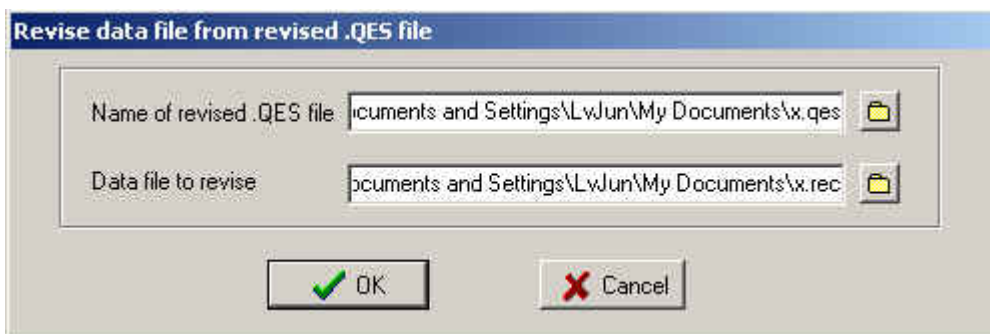 Revise data file from revised .QES file
Name of revised .QES file ocuments and Settings\LvJun\My Documents\x.qes
Data file to revise ocuments and Settings\LvJun\My Documents\x.rec
OK Cancel